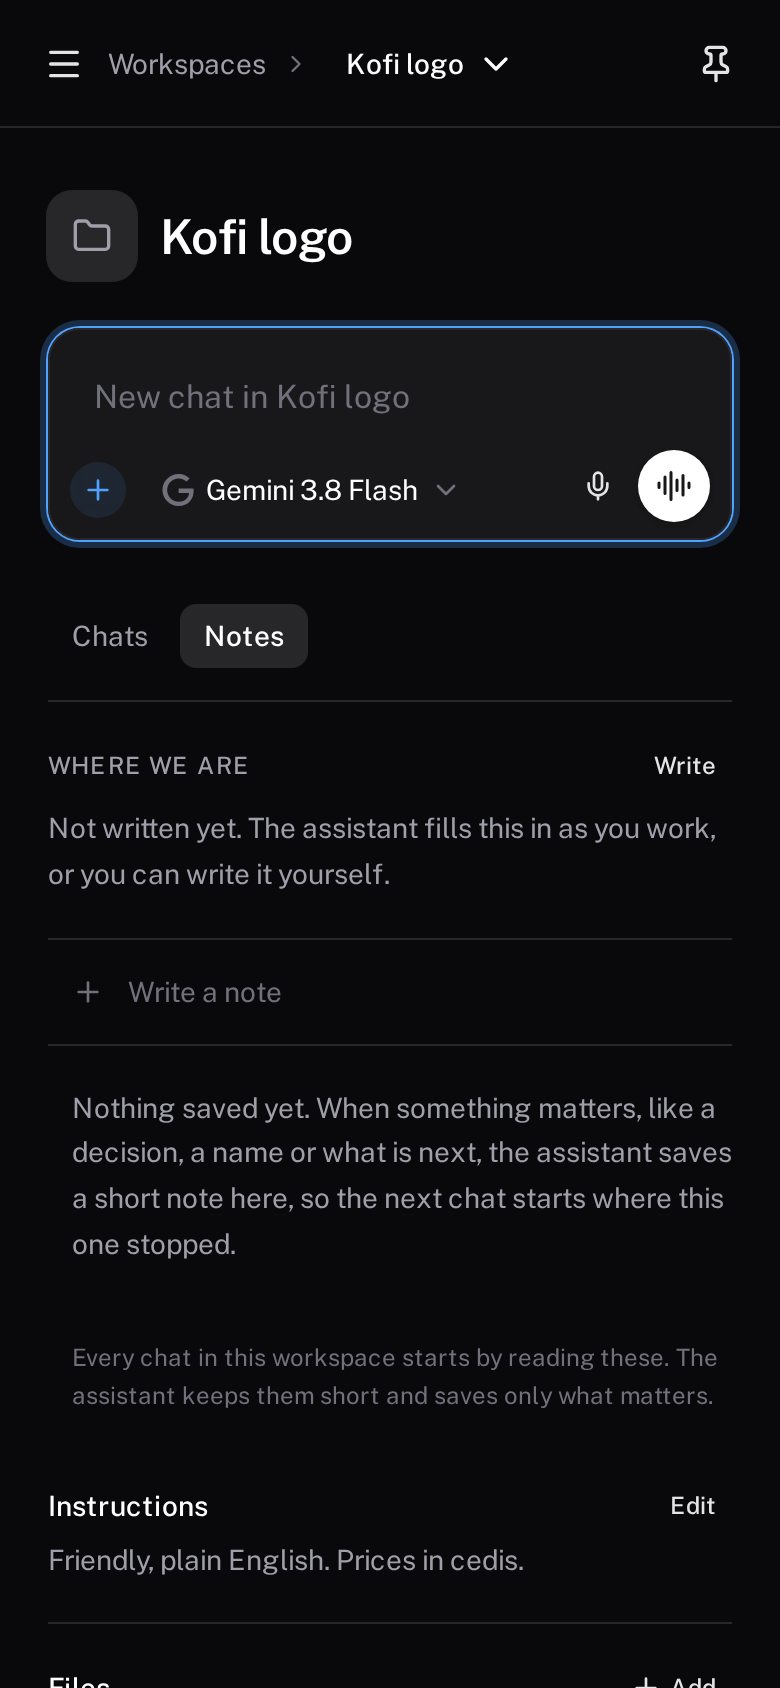 Workspaces
Kofi logo
Kofi logo
New chat in Kofi logo
Gemini 3.8 Flash
Chats
Notes
WHERE WE ARE
Write
Not written yet. The assistant fills this in as you work,
or you can write it yourself.
Write a note
Nothing saved yet. When something matters, like a
decision, a name or what is next, the assistant saves
a short note here, so the next chat starts where this
one stopped.
Every chat in this workspace starts by reading these. The
assistant keeps them short and saves only what matters.
Instructions
Edit
Friendly, plain English. Prices in cedis.
Files
Add